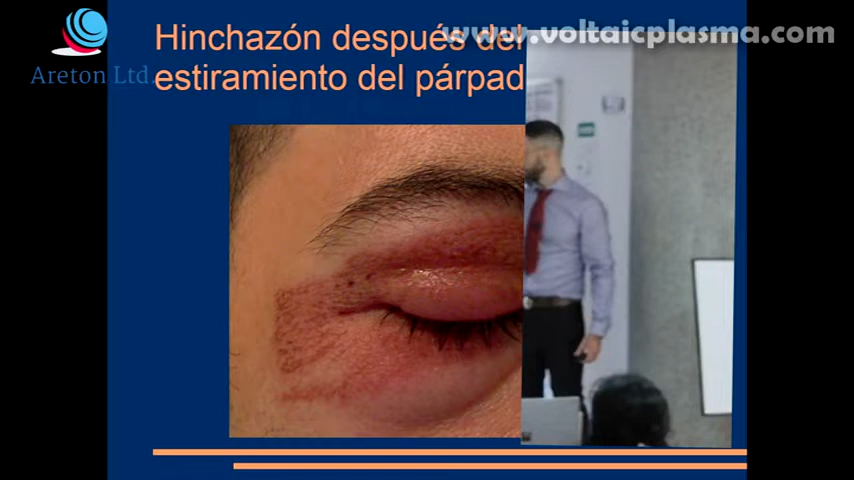 Hinchazón después del
estiramiento del párpad
www.voltaicplasma.com
Areton Ltd.